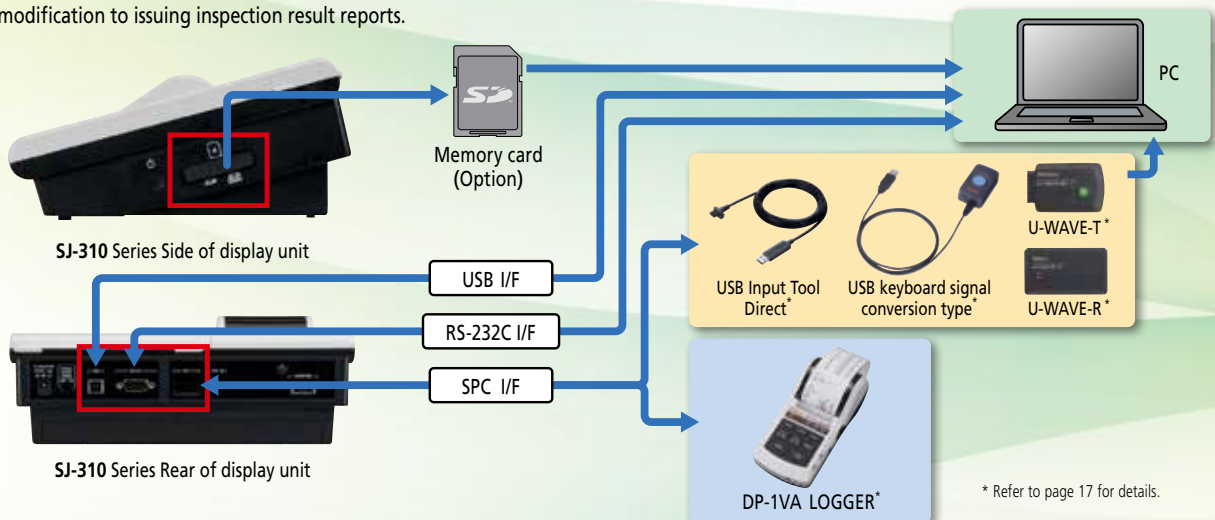 modification to issuing inspection result reports.
PC
SD
Memory card
(Option)
SJ-310 Series Side of display unit
USB I/F
RS-232C I/F
SPC I/F
SJ-310 Series Rear of display unit
USB Input Tool
Direct*
USB keyboard signal
conversion type*
U-WAVE-T*
U-WAVE-R*
DP-1VA LOGGER*
* Refer to page 17 for details.